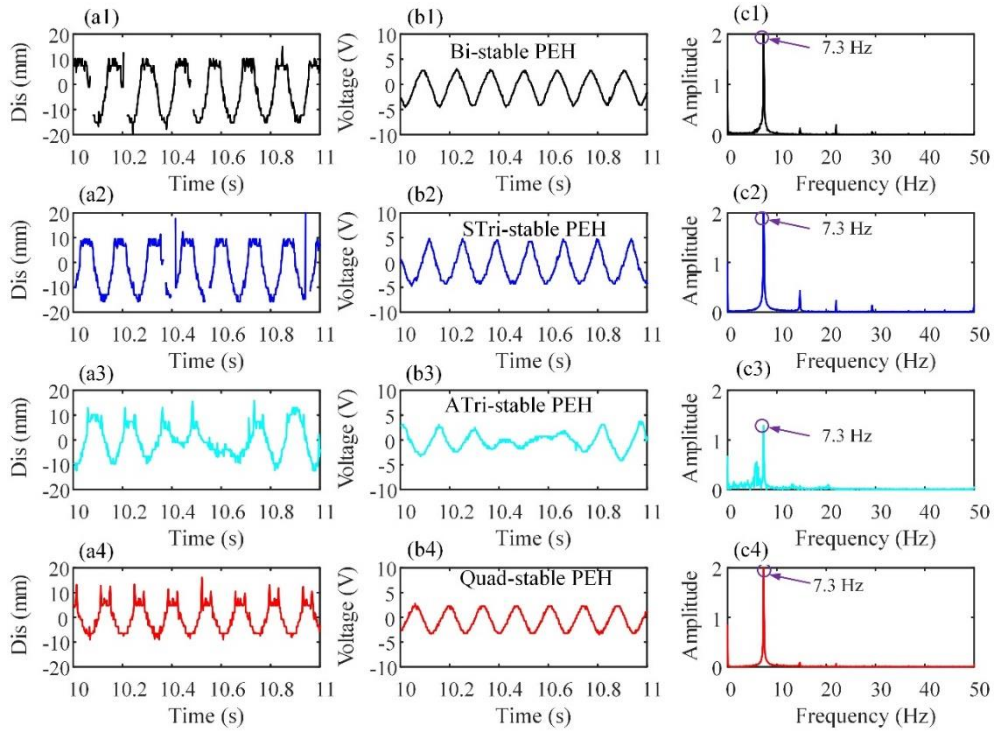 (a1) (b1) (c1)
Dis (mm)
20
10
0
-10
-20
10 10.2 10.4 10.6 10.8 11
Time (s)
Voltage (V)
10
5
0
-5
-10
Bi-stable PEH
10 10.2 10.4 10.6 10.8 11
Time (s)
Amplitude
2
1
0
7.3 Hz
0 10 20 30 40 50
Frequency (Hz)
(a2) (b2) (c2)
Dis (mm)
20
10
0
-10
-20
10 10.2 10.4 10.6 10.8 11
Time (s)
Voltage (V)
10
5
0
-5
-10
STri-stable PEH
10 10.2 10.4 10.6 10.8 11
Time (s)
Amplitude
2
1
0
7.3 Hz
0 10 20 30 40 50
Frequency (Hz)
(a3) (b3) (c3)
Dis (mm)
20
10
0
-10
-20
10 10.2 10.4 10.6 10.8 11
Time (s)
Voltage (V)
10
5
0
-5
-10
ATri-stable PEH
10 10.2 10.4 10.6 10.8 11
Time (s)
Amplitude
2
1
0
7.3 Hz
0 10 20 30 40 50
Frequency (Hz)
(a4) (b4) (c4)
Dis (mm)
20
10
0
-10
-20
10 10.2 10.4 10.6 10.8 11
Time (s)
Voltage (V)
10
5
0
-5
-10
Quad-stable PEH
10 10.2 10.4 10.6 10.8 11
Time (s)
Amplitude
2
1
0
7.3 Hz
0 10 20 30 40 50
Frequency (Hz)